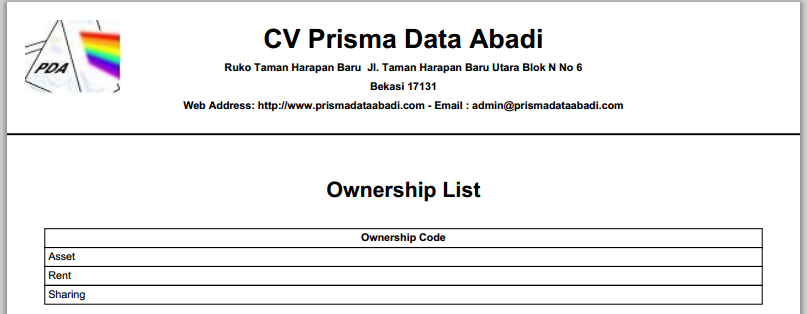 PDA
CV Prisma Data Abadi
Ruko Taman Harapan Baru Jl. Taman Harapan Baru Utara Blok N No 6
Bekasi 17131
Web Address: http://www.prismadataabadi.com - Email : admin@prismadataabadi.com
Ownership List
Ownership Code
Asset
Rent
Sharing